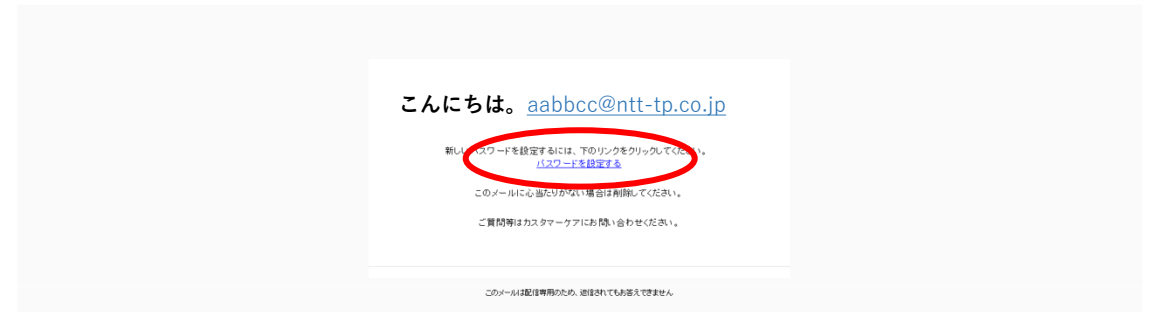 こんにちは。aabbcc@ntt-tp.co.jp
新しいパスワードを設定するには、下のリンクをクリックしてください。
パスワードを設定する
このメールに心当たりがない場合は削除してください。
ご質問等はカスタマーケアにお問い合わせください。
このメールは配信専用のため、返信されてもお答えできません